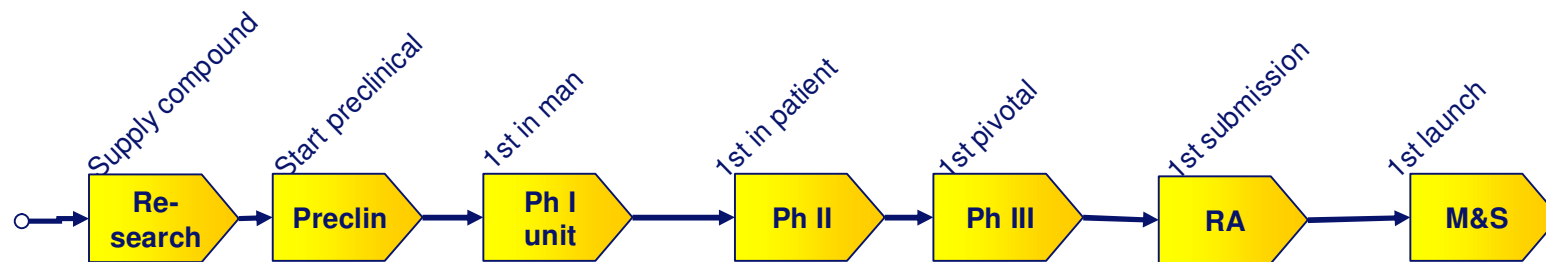 Supply compound
Start preclinical
1st in man
1st in patient
1st pivotal
1st submission
1st launch
Re-
search
Preclin
Ph I
unit
Ph II
Ph III
RA
M&S